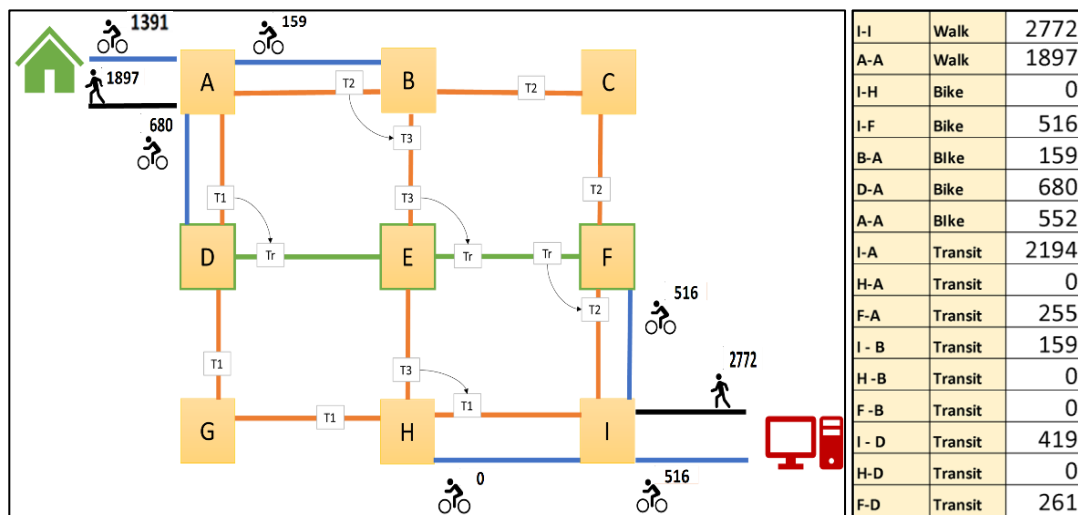 1391
159
1897
680
A
B
C
T2
T2
T3
T1
T3
T2
D
Tr
E
Tr
Tr
F
T2
516
T1
T3
2772
G
T1
H
T1
I
0
516
I-I Walk 2772
A-A Walk 1897
I-H Bike 0
I-F Bike 516
B-A BIke 159
D-A Bike 680
A-A BIke 552
I-A Transit 2194
H-A Transit 0
F-A Transit 255
I - B Transit 159
H -B Transit 0
F -B Transit 0
I - D Transit 419
H-D Transit 0
F-D Transit 261